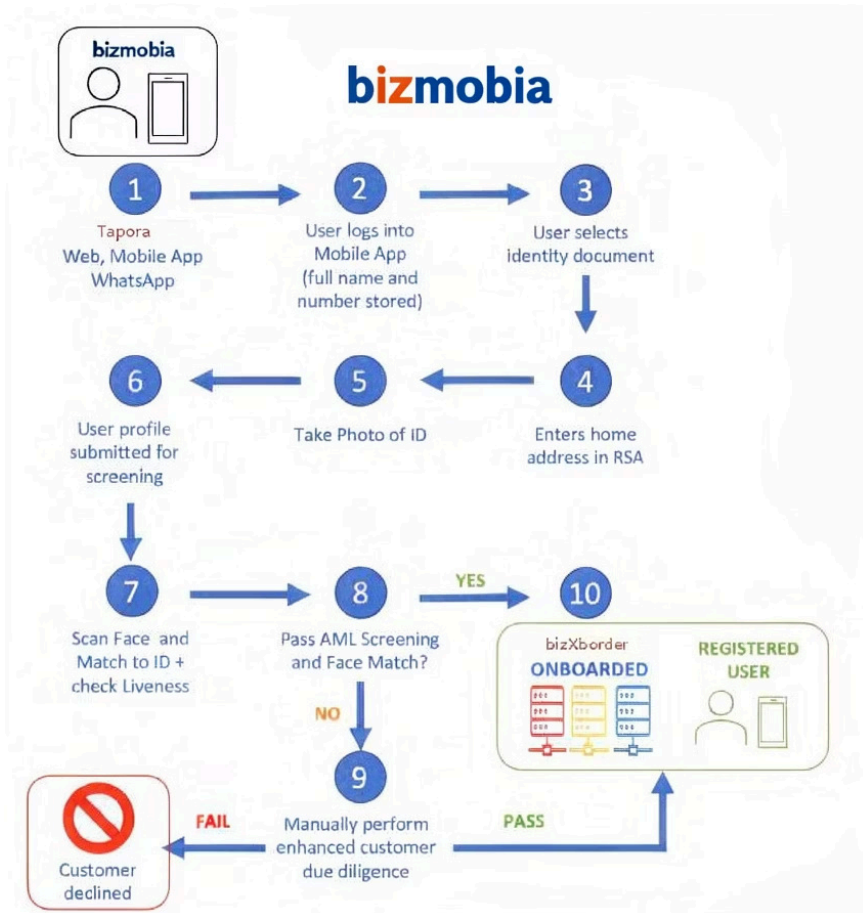 bizmobia
bizmobia
1
Tapora
Web, Mobile App
WhatsApp
2
User logs into
Mobile App
(full name and
number stored)
3
User selects
identity document
4
Enters home
address in RSA
5
Take Photo of ID
6
User profile
submitted for
screening
7
Scan Face and
Match to ID +
check Liveness
8
Pass AML Screening
and Face Match?
YES
NO
10
bizXborder
ONBOARDED
REGISTERED
USER
9
Manually perform
enhanced customer
due diligence
FAIL
PASS
Customer
declined